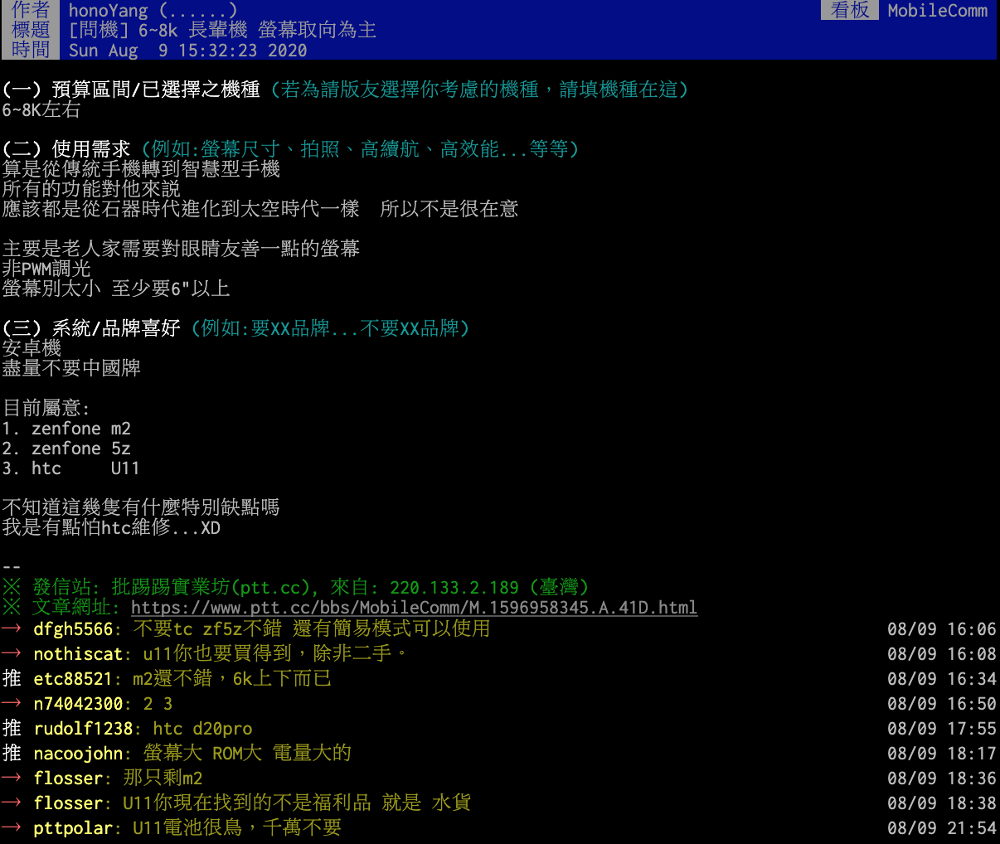 作者 honoYang (......) 看板 MobileComm
標題 [問機] 6~8k 長輩機 螢幕取向為主
時間 Sun Aug  9 15:32:23 2020
(一) 預算區間/已選擇之機種 (若為請版友選擇你考慮的機種，請填機種在這)
6~8K左右
(二) 使用需求 (例如:螢幕尺寸、拍照、高續航、高效能...等等)
算是從傳統手機轉到智慧型手機
所有的功能對他來説
應該都是從石器時代進化到太空時代一樣  所以不是很在意
主要是老人家需要對眼睛友善一點的螢幕
非PWM調光
螢幕別太小 至少要6"以上
(三) 系統/品牌喜好 (例如:要XX品牌...不要XX品牌)
安卓機
盡量不要中國牌
目前屬意:
1. zenfone m2
2. zenfone 5z
3. htc     U11
不知道這幾隻有什麼特別缺點嗎
我是有點怕htc維修...XD
--
※ 發信站: 批踢踢實業坊(ptt.cc), 來自: 220.133.2.189 (臺灣)
※ 文章網址: https://www.ptt.cc/bbs/MobileComm/M.1596958345.A.41D.html
→ dfgh5566: 不要tc zf5z不錯 還有簡易模式可以使用 08/09 16:06
→ nothiscat: u11你也要買得到，除非二手。 08/09 16:08
推 etc88521: m2還不錯，6k上下而已 08/09 16:34
→ n74042300: 2 3 08/09 16:50
推 rudolf1238: htc d20pro 08/09 17:55
推 nacoojohn: 螢幕大 ROM大 電量大的 08/09 18:17
→ flosser: 那只剩m2 08/09 18:36
→ flosser: U11你現在找到的不是福利品 就是 水貨 08/09 18:38
→ pttpolar: U11電池很鳥，千萬不要 08/09 21:54